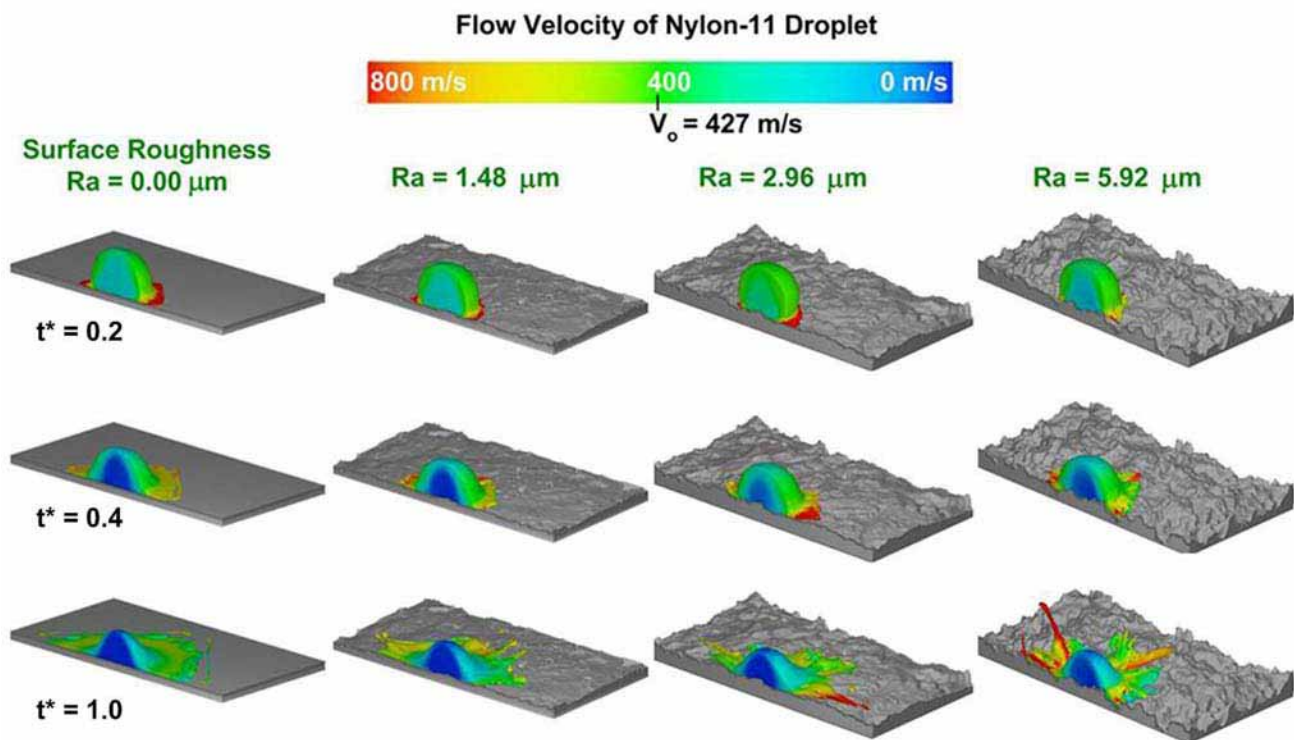 Flow Velocity of Nylon-11 Droplet
800 m/s 400 0 m/s
Vo = 427 m/s
Surface Roughness
Ra = 0.00 μm Ra = 1.48 μm Ra = 2.96 μm Ra = 5.92 μm
t* = 0.2
t* = 0.4
t* = 1.0